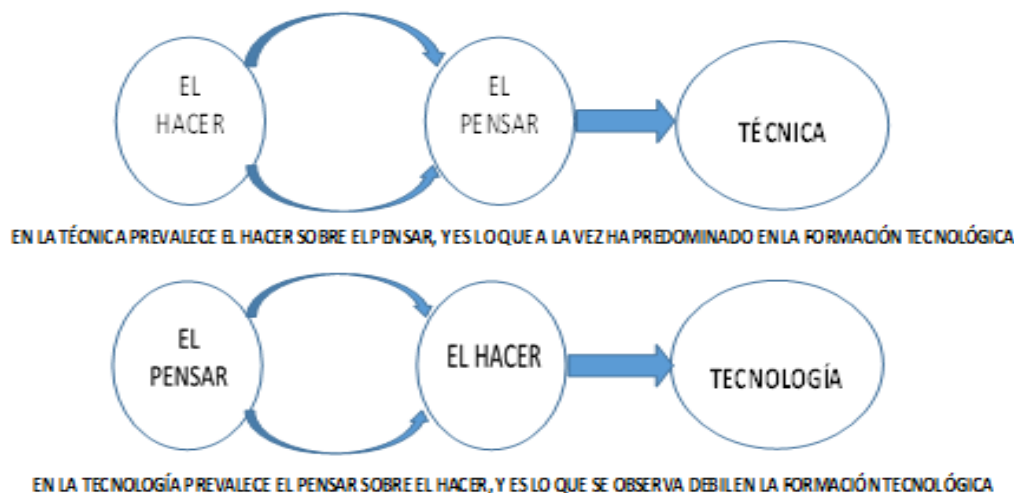 EL
HACER
EL
PENSAR
TÉCNICA
EN LA TÉCNICA PREVALECE EL HACER SOBRE EL PENSAR, Y ES LO QUE A LA VEZ HA PREDOMINADO EN LA FORMACIÓN TECNOLÓGICA
EL
PENSAR
EL HACER
TECNOLOGÍA
EN LA TECNOLOGÍA PREVALECE EL PENSAR SOBRE EL HACER, Y ES LO QUE SE OBSERVA DEBIL EN LA FORMACIÓN TECNOLÓGICA